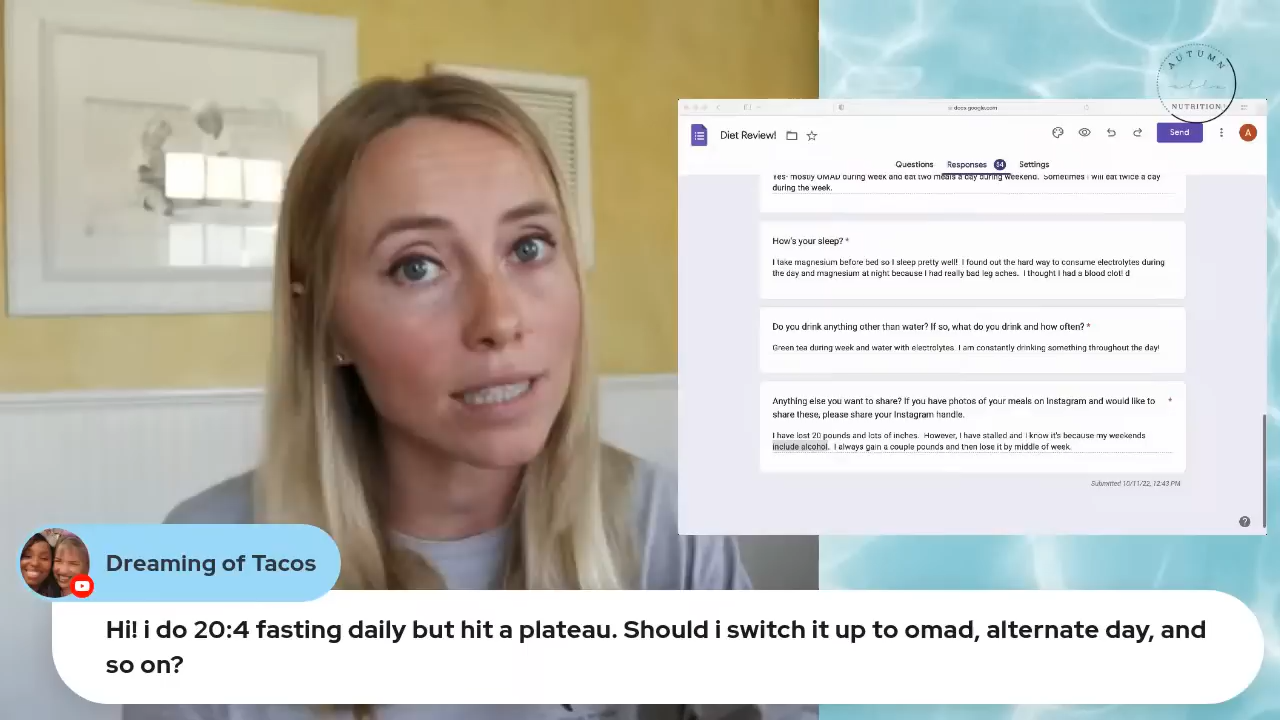 AUTUMN
NUTRITION
docs.google.com
Diet Review!
Send
A
Questions Responses 54 Settings
Yes- mostly OMAD during week and eat two meals a day during weekend. Sometimes I will eat twice a day
during the week.
How's your sleep? *
I take magnesium before bed so I sleep pretty well! I found out the hard way to consume electrolytes during
the day and magnesium at night because I had really bad leg aches. I thought I had a blood clot! d
Do you drink anything other than water? If so, what do you drink and how often? *
Green tea during week and water with electrolytes. I am constantly drinking something throughout the day!
Anything else you want to share? If you have photos of your meals on Instagram and would like to *
share these, please share your Instagram handle.
I have lost 20 pounds and lots of inches. However, I have stalled and I know it's because my weekends
include alcohol. I always gain a couple pounds and then lose it by middle of week.
Submitted 10/11/22, 12:43 PM
Dreaming of Tacos
Hi! i do 20:4 fasting daily but hit a plateau. Should i switch it up to omad, alternate day, and
so on?